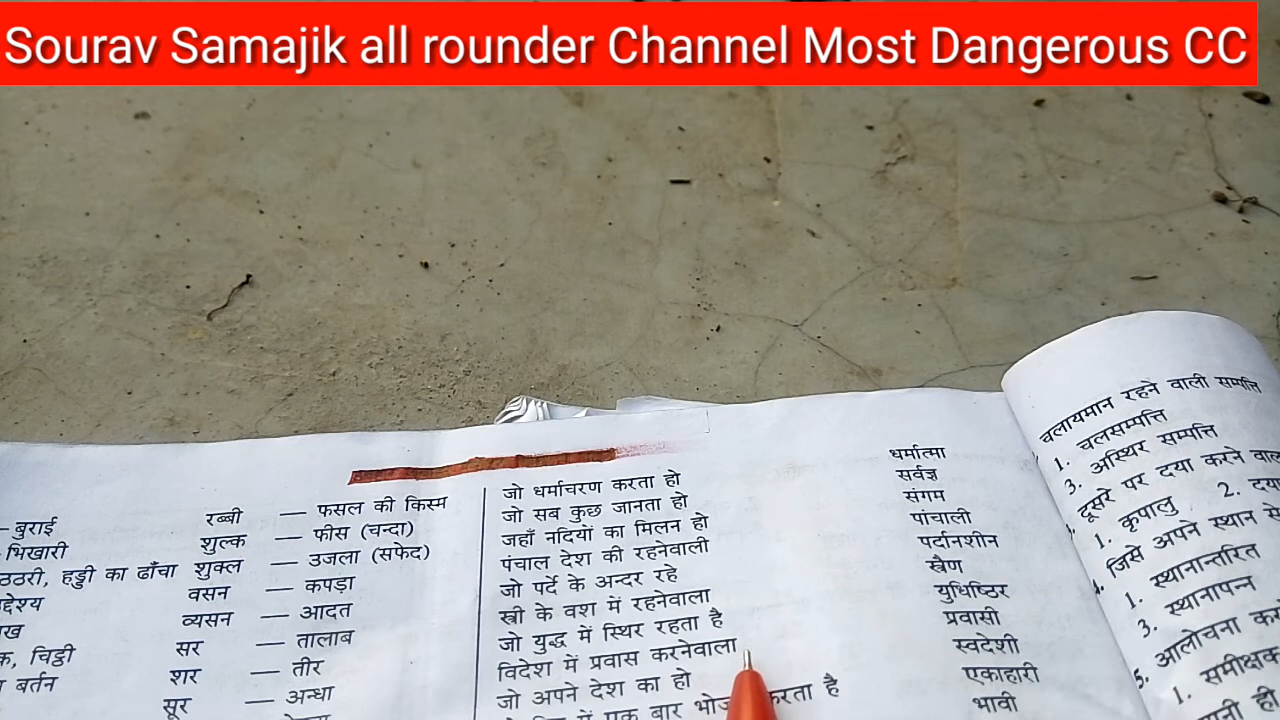 Sourav Samajik all rounder Channel Most Dangerous CC
– बुराई
भिखारी
ठठरी, हड्डी का ढाँचा
चिट्ठी
बर्तन
रब्बी — फसल की किस्म
शुल्क — फीस (चन्दा)
शुक्ल — उजला (सफेद)
वसन — कपड़ा
व्यसन — आदत
सर — तालाब
शर — तीर
सूर — अन्धा
जो धर्माचरण करता हो धर्मात्मा
जो सब कुछ जानता हो सर्वज्ञ
जहाँ नदियों का मिलन हो संगम
पंचाल देश की रहनेवाली पांचाली
जो पर्दे के अन्दर रहे पर्दानशीन
स्त्री के वश में रहनेवाला स्त्रैण
जो युद्ध में स्थिर रहता है युधिष्ठिर
विदेश में प्रवास करनेवाला प्रवासी
जो अपने देश का हो स्वदेशी
में एक बार करता है एकाहारी
भावी
चलायमान रहने वाली सम्पत्ति
1. चलसम्पत्ति
3. अस्थिर सम्पत्ति
दूसरे पर दया करने
1. कृपालु 2.
जिसे अपने स्थान से
1. स्थानान्तरित
3. स्थानापन्न
5. आलोचना
1. समीक्षक